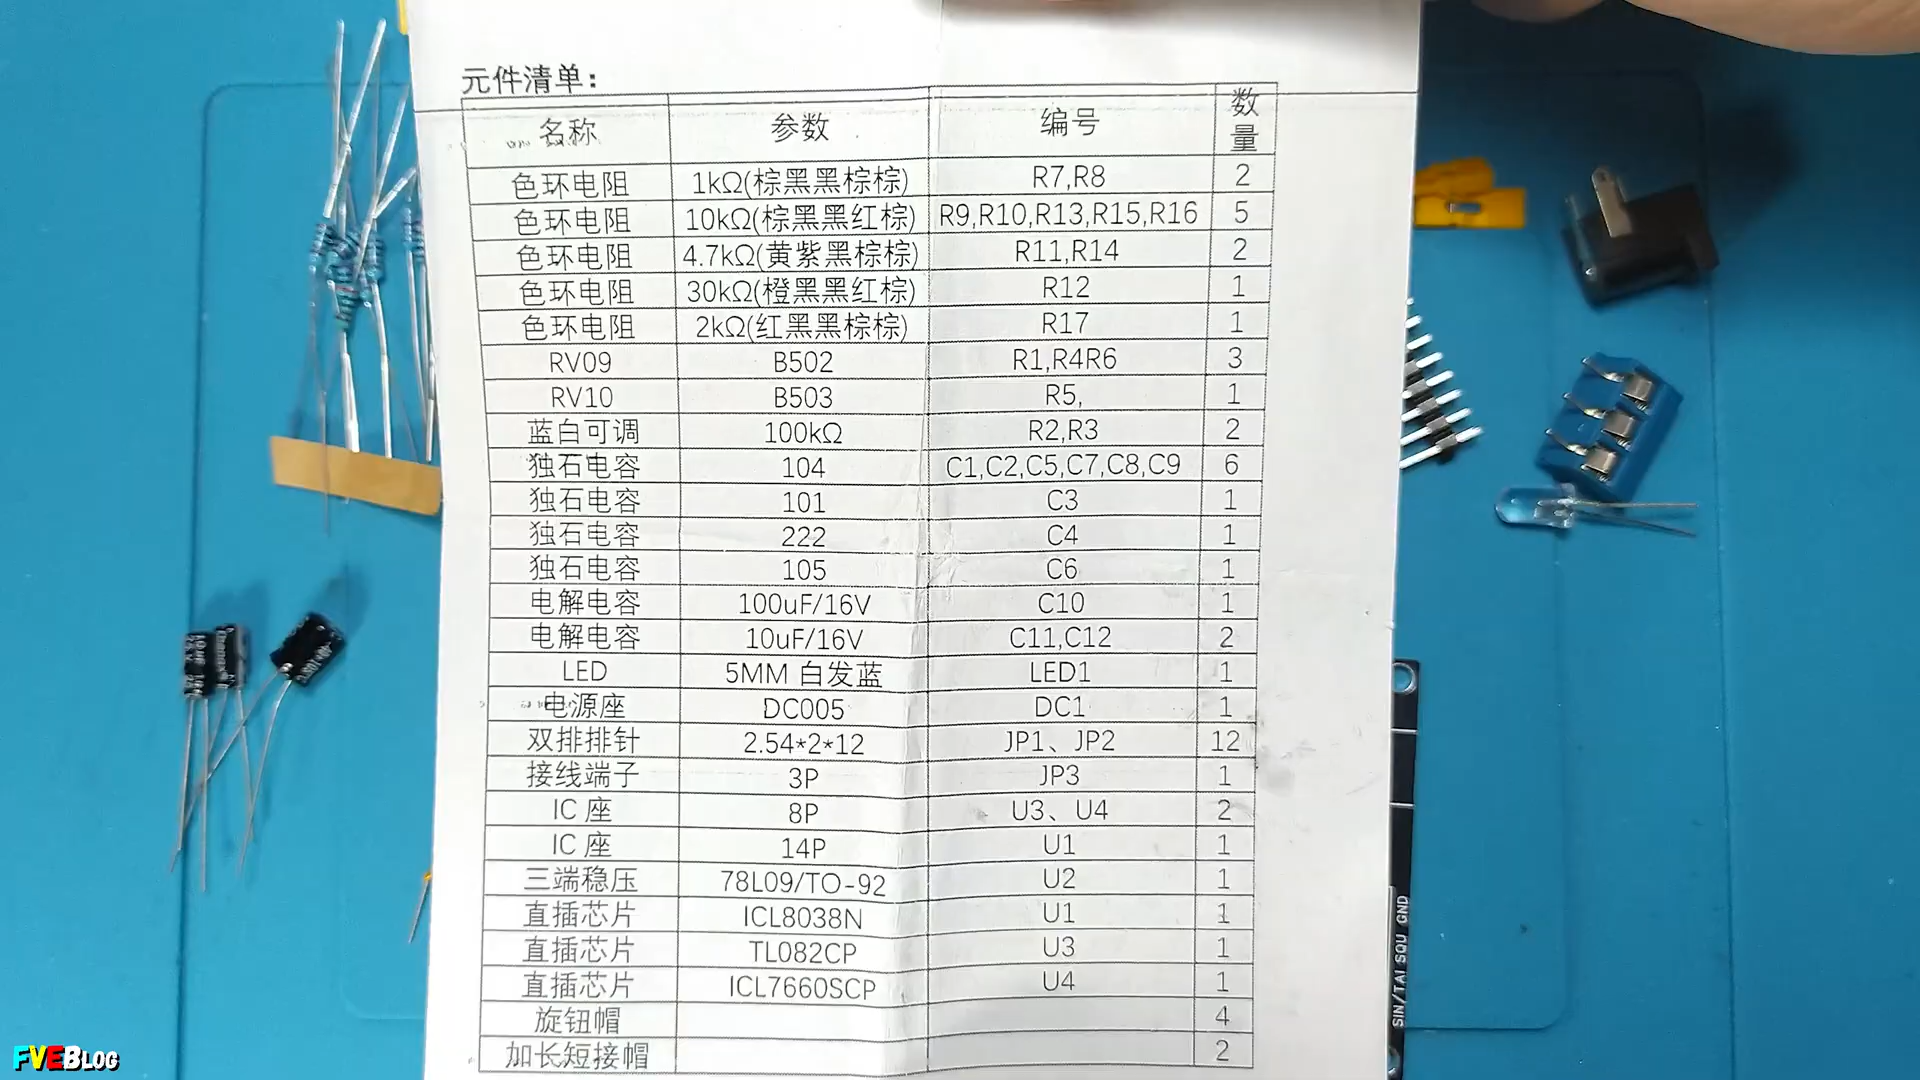 元件清单:
名称 参数 编号 数量
色环电阻 1kΩ(棕黑黑棕棕) R7,R8 2
色环电阻 10kΩ(棕黑黑红棕) R9,R10,R13,R15,R16 5
色环电阻 4.7kΩ(黄紫黑棕棕) R11,R14 2
色环电阻 30kΩ(橙黑黑红棕) R12 1
色环电阻 2kΩ(红黑黑棕棕) R17 1
RV09 B502 R1,R4R6 3
RV10 B503 R5, 1
蓝白可调 100kΩ R2,R3 2
独石电容 104 C1,C2,C5,C7,C8,C9 6
独石电容 101 C3 1
独石电容 222 C4 1
独石电容 105 C6 1
电解电容 100uF/16V C10 1
电解电容 10uF/16V C11,C12 2
LED 5MM 白发蓝 LED1 1
电源座 DC005 DC1 1
双排排针 2.54*2*12 JP1、JP2 12
接线端子 3P JP3 1
IC 座 8P U3、U4 2
IC 座 14P U1 1
三端稳压 78L09/TO-92 U2 1
直插芯片 ICL8038N U1 1
直插芯片 TL082CP U3 1
直插芯片 ICL7660SCP U4 1
旋钮帽 4
加长短接帽 2
SIN/TAI SQU GND
FVEBLOG